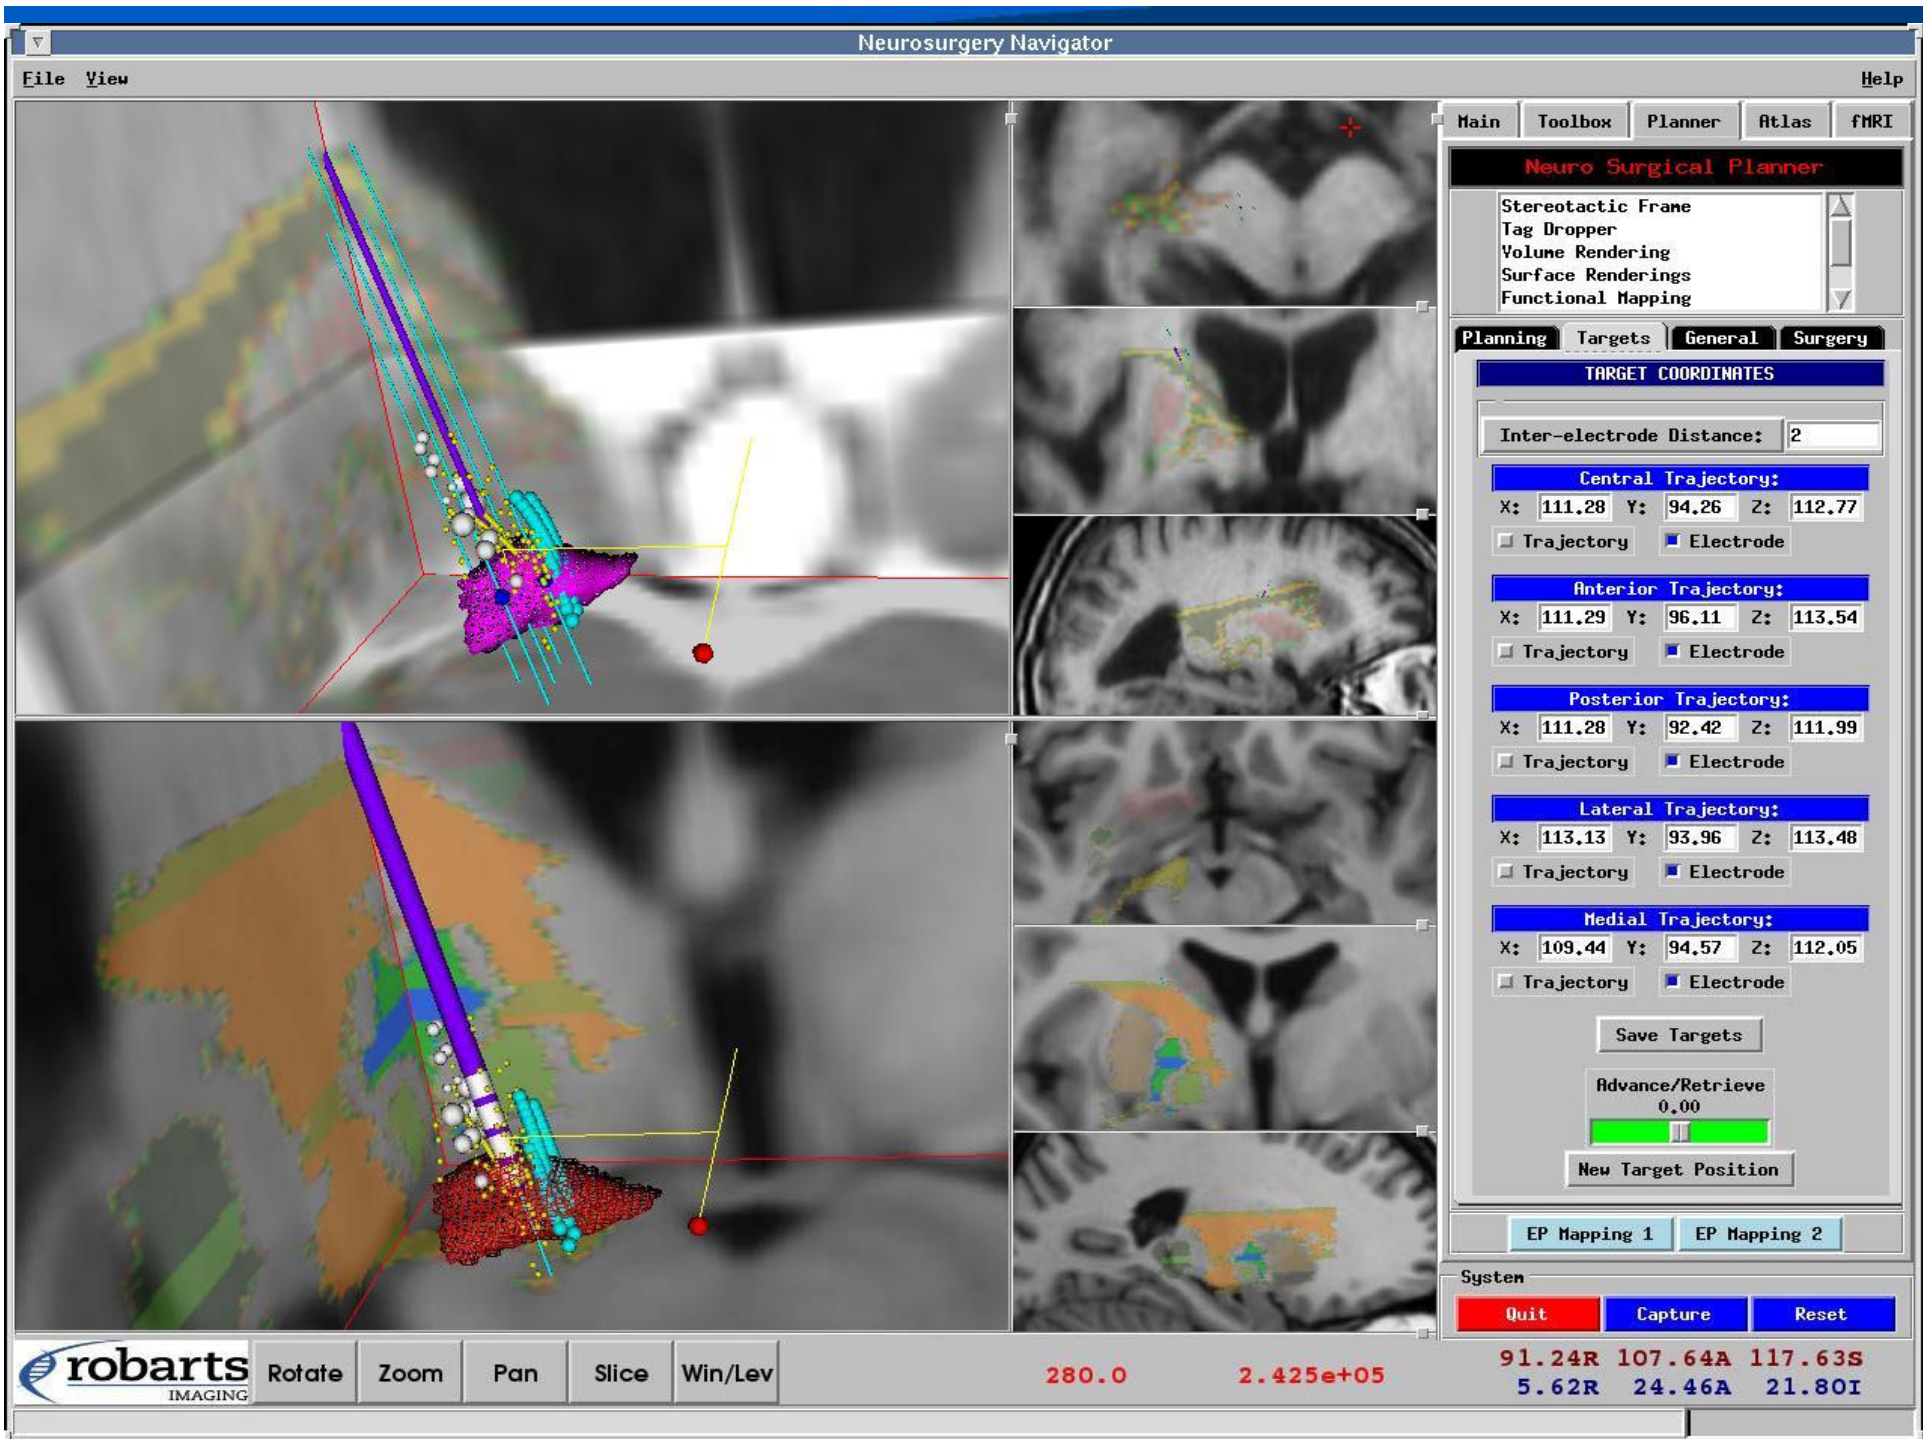 Neurosurgery Navigator
File View Help
Main Toolbox Planner Atlas fMRI
Neuro Surgical Planner
Stereotactic Frame
Tag Dropper
Volume Rendering
Surface Renderings
Functional Mapping
Planning Targets General Surgery
TARGET COORDINATES
Inter-electrode Distance: 2
Central Trajectory:
X: 111.28 Y: 94.26 Z: 112.77
Trajectory Electrode
Anterior Trajectory:
X: 111.29 Y: 96.11 Z: 113.54
Trajectory Electrode
Posterior Trajectory:
X: 111.28 Y: 92.42 Z: 111.99
Trajectory Electrode
Lateral Trajectory:
X: 113.13 Y: 93.96 Z: 113.48
Trajectory Electrode
Medial Trajectory:
X: 109.44 Y: 94.57 Z: 112.05
Trajectory Electrode
Save Targets
Advance/Retrieve
0.00
New Target Position
EP Mapping 1 EP Mapping 2
System
Quit Capture Reset
robarts
IMAGING
Rotate Zoom Pan Slice Win/Lev
280.0 2.425e+05
91.24R 107.64A 117.63S
5.62R 24.46A 21.80I